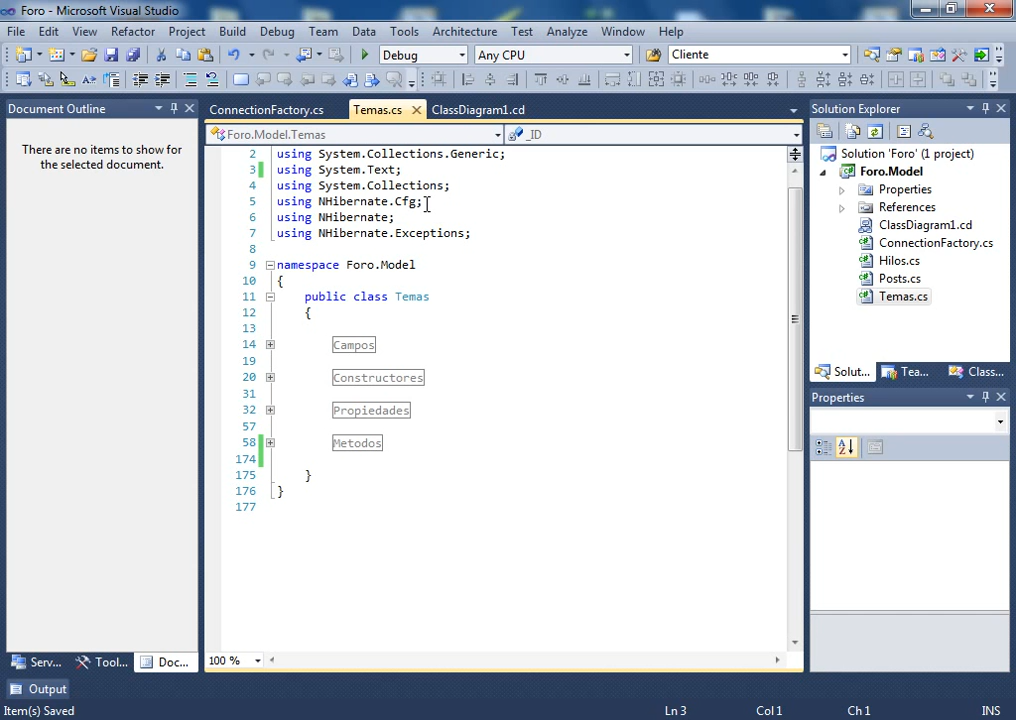 Foro - Microsoft Visual Studio
File Edit View Refactor Project Build Debug Team Data Tools Architecture Test Analyze Window Help
Debug Any CPU Cliente
Document Outline
There are no items to show for
the selected document.
Serv... Tool... Doc...
ConnectionFactory.cs Temas.cs ClassDiagram1.cd
Foro.Model.Temas _ID
2 using System.Collections.Generic;
3 using System.Text;
4 using System.Collections;
5 using NHibernate.Cfg;
6 using NHibernate;
7 using NHibernate.Exceptions;
8
9 namespace Foro.Model
10 {
11 public class Temas
12 {
13
14 Campos
19
20 Constructores
31
32 Propiedades
57
58 Metodos
174
175 }
176 }
177
100 %
Solution Explorer
Solution 'Foro' (1 project)
Foro.Model
Properties
References
ClassDiagram1.cd
ConnectionFactory.cs
Hilos.cs
Posts.cs
Temas.cs
Solut... Tea... Class...
Properties
Output
Item(s) Saved Ln 3 Col 1 Ch 1 INS